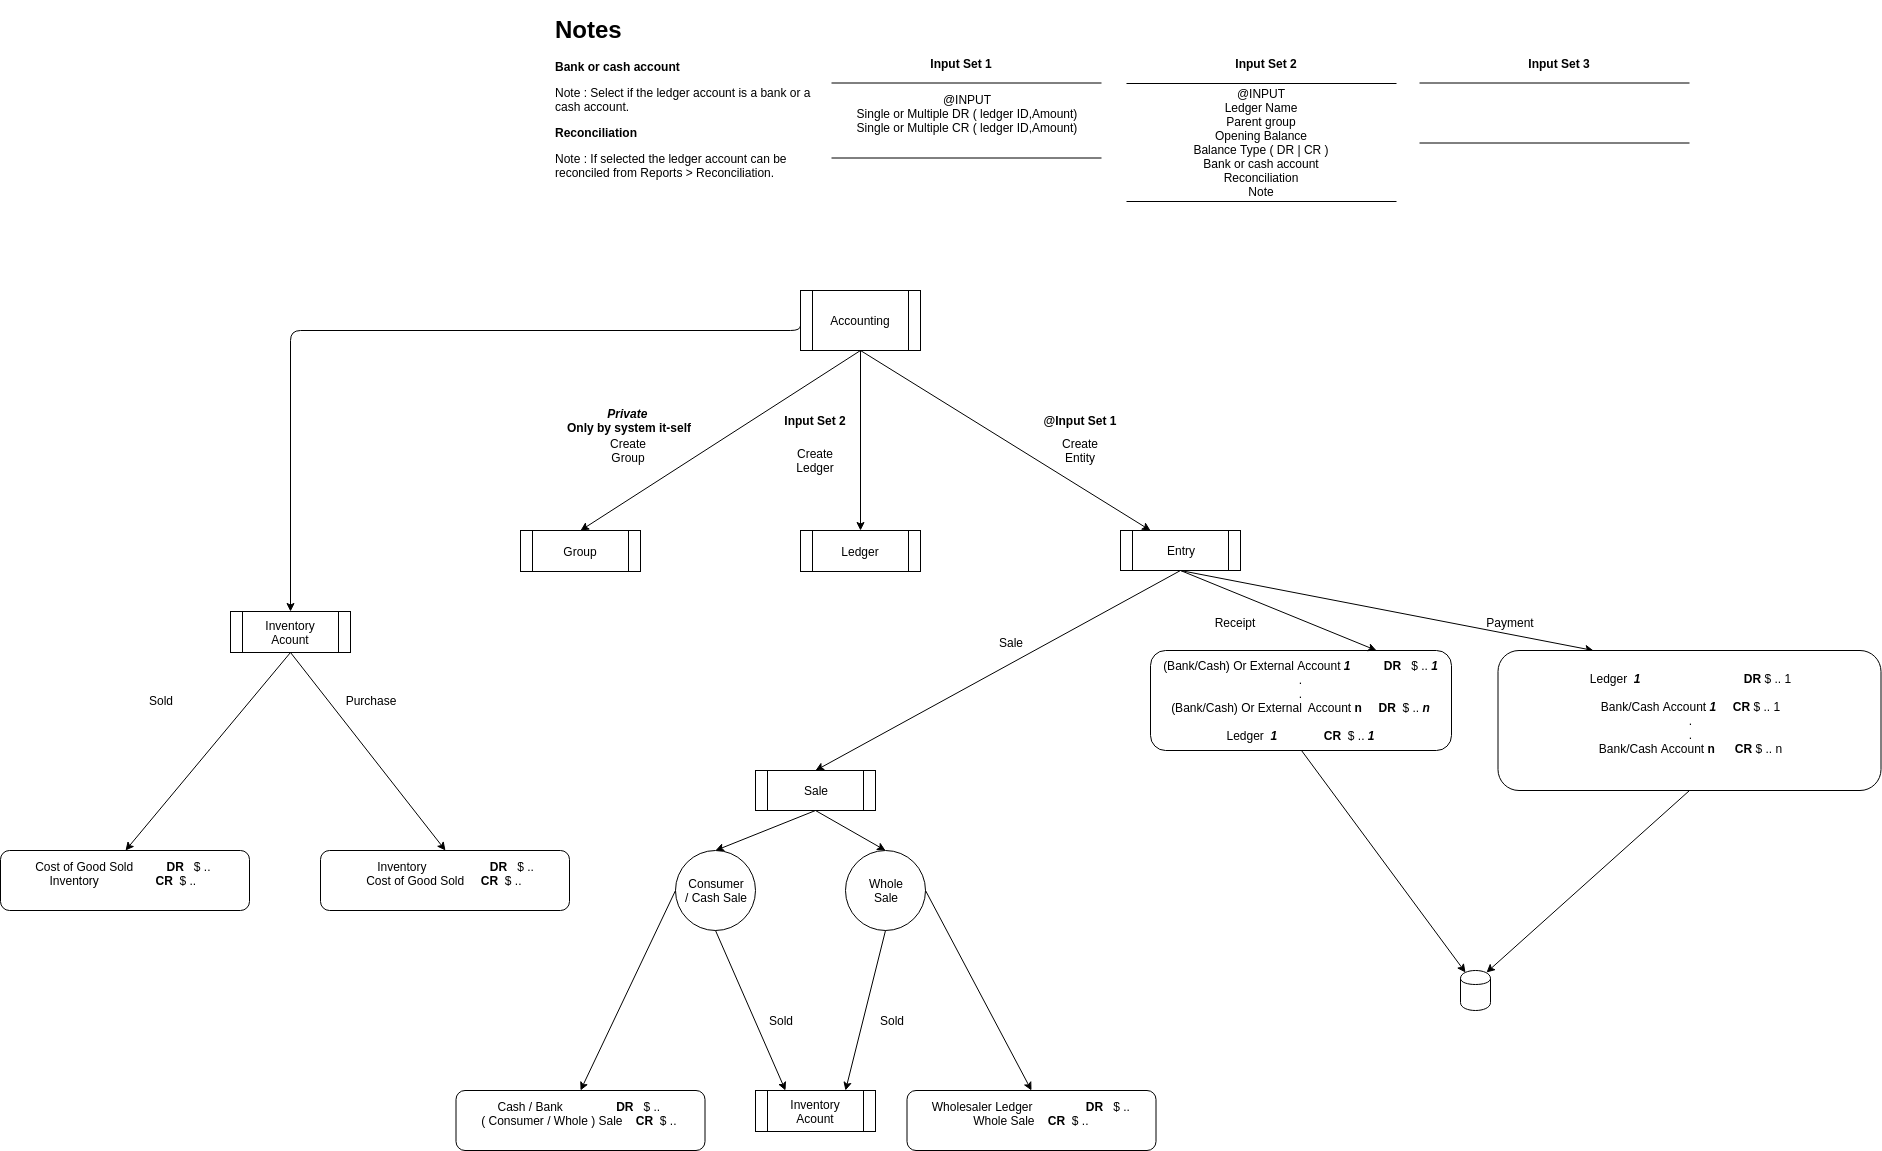 Notes
Bank or cash account
Note : Select if the ledger account is a bank or a
cash account.
Reconciliation
Note : If selected the ledger account can be
reconciled from Reports > Reconciliation.
Input Set 1
@INPUT
Single or Multiple DR ( ledger ID,Amount)
Single or Multiple CR ( ledger ID,Amount)
Input Set 2
@INPUT
Ledger Name
Parent group
Opening Balance
Balance Type ( DR | CR )
Bank or cash account
Reconciliation
Note
Input Set 3
Accounting
Private
Only by system it-self
Create
Group
Input Set 2
Create
Ledger
@Input Set 1
Create
Entity
Group
Ledger
Entry
Inventory
Acount
Sold
Purchase
Sale
Receipt
Payment
(Bank/Cash) Or External Account 1 DR $ .. 1
.
.
(Bank/Cash) Or External Account n DR $ .. n
Ledger 1 CR $ .. 1
Ledger 1 DR $ .. 1
Bank/Cash Account 1 CR $ .. 1
.
.
Bank/Cash Account n CR $ .. n
Sale
Cost of Good Sold DR $ ..
Inventory CR $ ..
Inventory DR $ ..
Cost of Good Sold CR $ ..
Consumer
/ Cash Sale
Whole
Sale
Sold
Sold
Cash / Bank DR $ ..
( Consumer / Whole ) Sale CR $ ..
Inventory
Acount
Wholesaler Ledger DR $ ..
Whole Sale CR $ ..